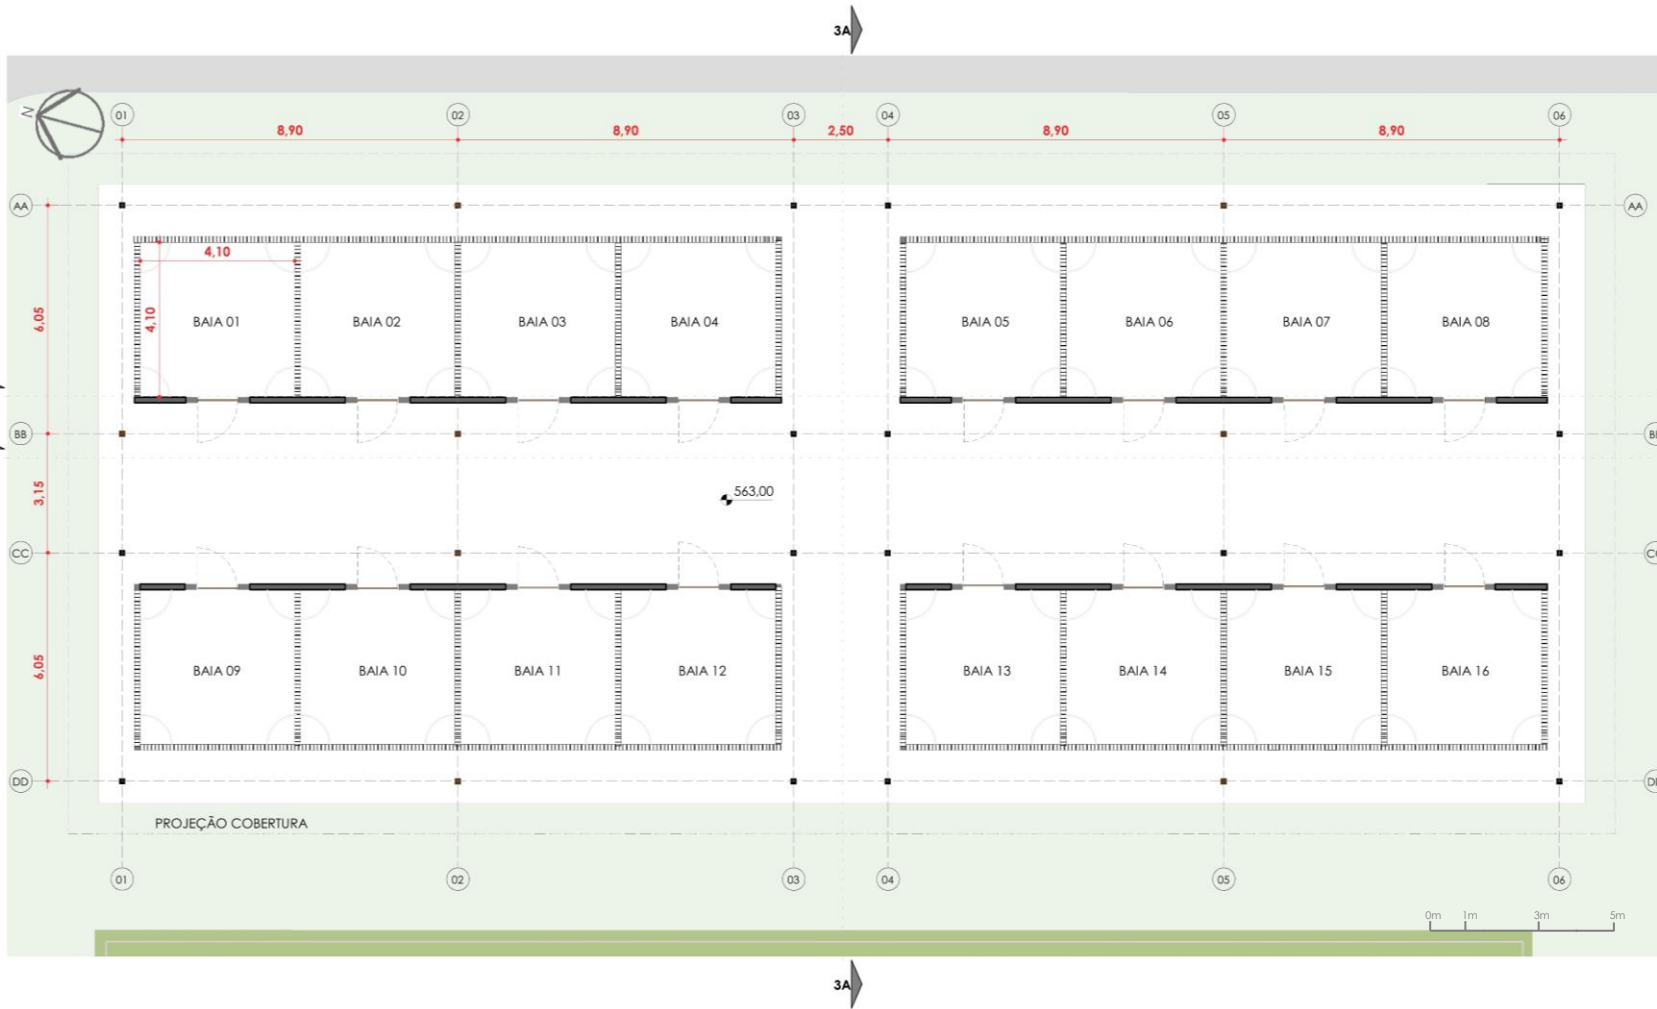 3A
N
01 02 03 04 05 06
8,90 8,90 2,50 8,90 8,90
AA AA
4,10
6,05
4,10
BAIA 01 BAIA 02 BAIA 03 BAIA 04 BAIA 05 BAIA 06 BAIA 07 BAIA 08
BB
3,15
563,00
CC
6,05
BAIA 09 BAIA 10 BAIA 11 BAIA 12 BAIA 13 BAIA 14 BAIA 15 BAIA 16
DD
PROJEÇÃO COBERTURA
01 02 03 04 05 06
0m 1m 3m 5m
3A